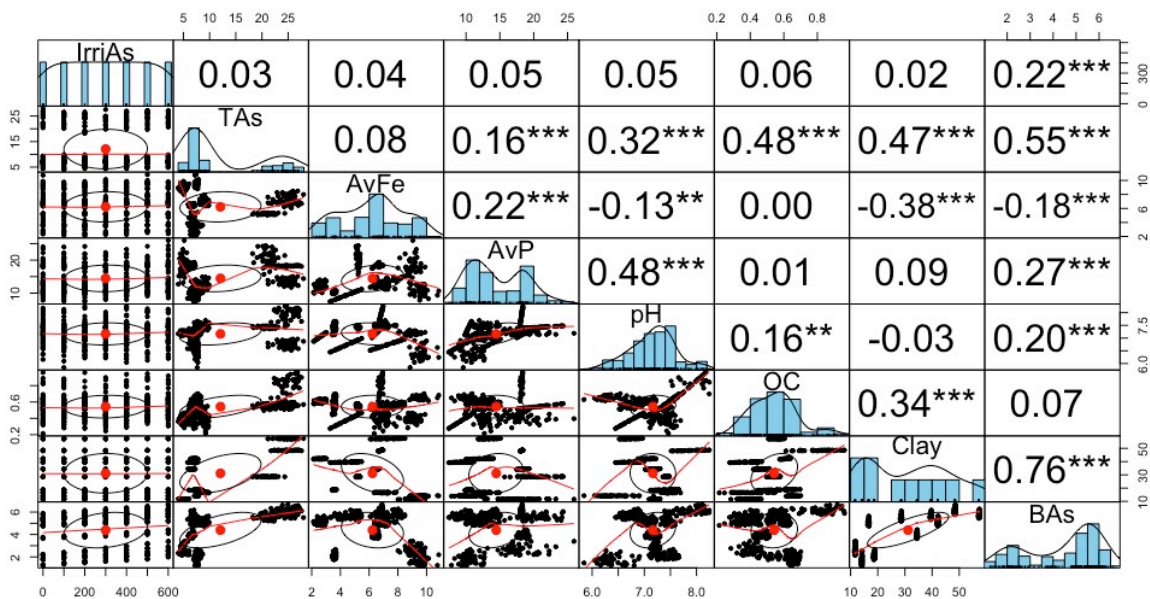 5 10 20 25
10 15 20 25
0.2 0.4 0.6 0.8
2 3 4 5 6
IrriAs 0.03 0.04 0.05 0.05 0.06 0.02 0.22***
0 300
5 15 25
TAs 0.08 0.16*** 0.32*** 0.48*** 0.47*** 0.55***
AvFe 0.22*** -0.13** 0.00 -0.38*** -0.18***
2 6 10
10 20
AvP 0.48*** 0.01 0.09 0.27***
pH 0.16** -0.03 0.20***
6.0 7.5
0.2 0.6
OC 0.34*** 0.07
Clay 0.76***
10 30 50
2 4 6
BAs
0 200 400 600
2 4 6 8 10
6.0 7.0 8.0
10 20 30 40 50